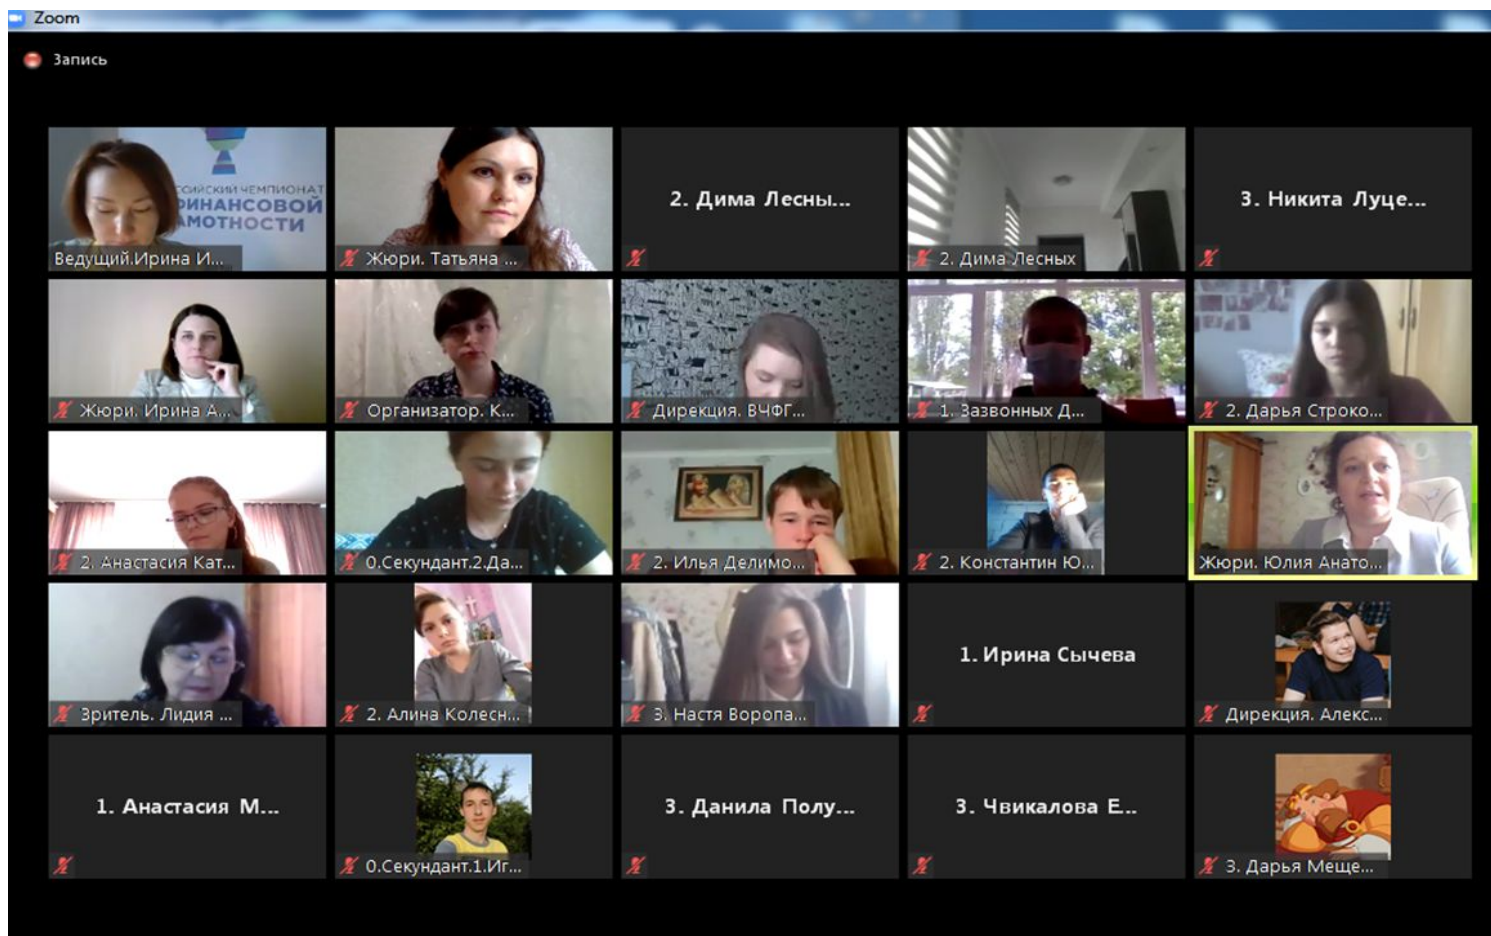 Zoom
Запись
ССИЙСКИЙ ЧЕМПИОНАТ
ФИНАНСОВОЙ
АМОТНОСТИ
Ведущий.Ирина И...
Жюри. Татьяна ...
2. Дима Лесны...
2. Дима Лесных
3. Никита Луце...
Жюри. Ирина А...
Организатор. К...
Дирекция. ВЧФГ...
1. Зазвонных Д...
2. Дарья Строко...
2. Анастасия Кат...
0.Секундант.2.Да...
2. Илья Делимо...
2. Константин Ю...
Жюри. Юлия Анато...
Зритель. Лидия ...
2. Алина Колесн...
3. Настя Воропа...
1. Ирина Сычева
Дирекция. Алекс...
1. Анастасия М...
0.Секундант.1.Иг...
3. Данила Полу...
3. Чвикалова Е...
3. Дарья Меще...